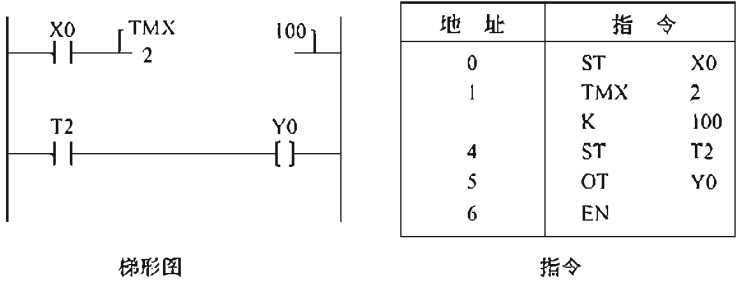 X0 TMX 100
2
T2 Y0
梯形图
地 址 指 令
0 ST X0
1 TMX 2
K 100
4 ST T2
5 OT Y0
6 EN
指令